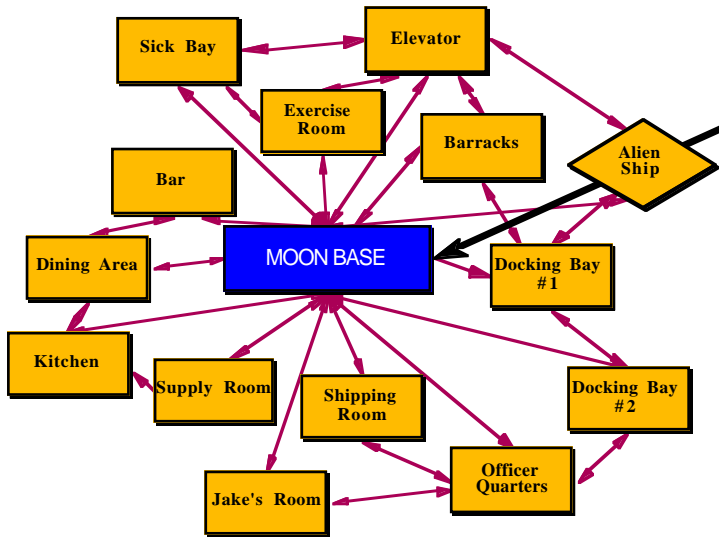 Sick Bay
Elevator
Exercise
Room
Barracks
Alien
Ship
Bar
MOON BASE
Dining Area
Docking Bay
#1
Kitchen
Supply Room
Shipping
Room
Docking Bay
#2
Jake's Room
Officer
Quarters